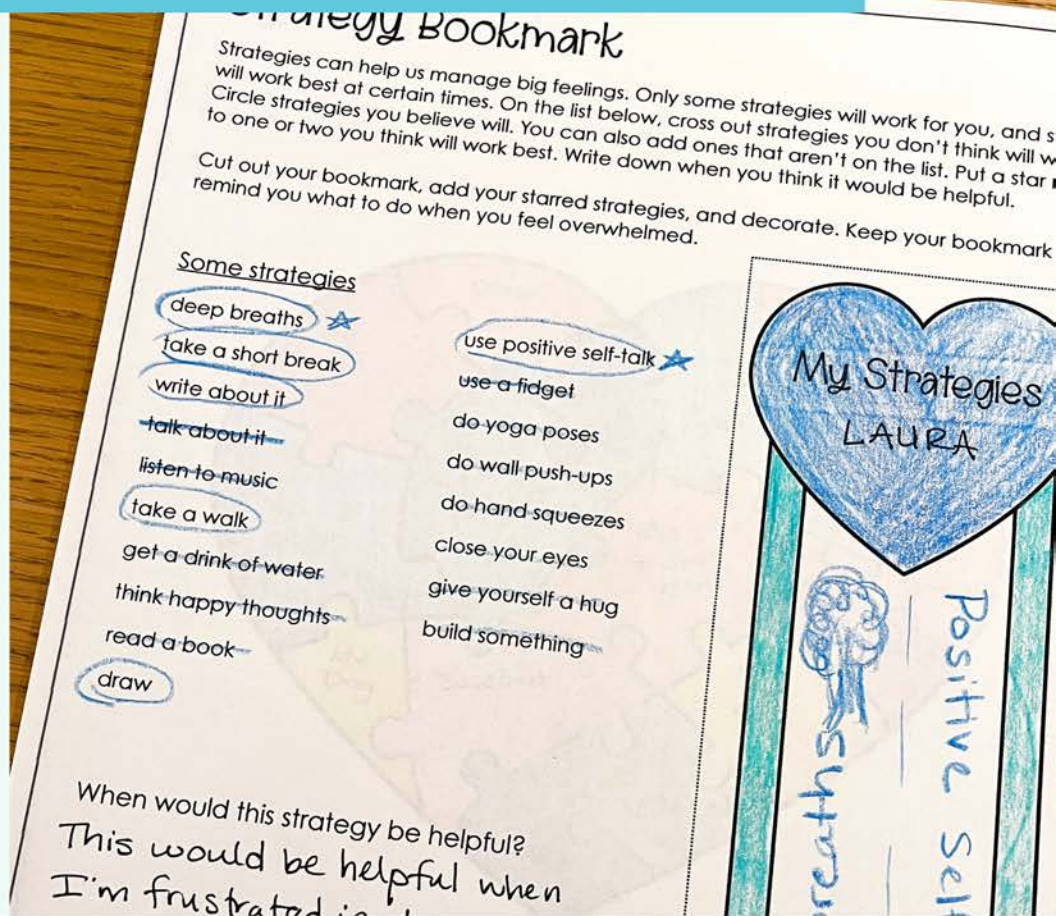 Strategy Bookmark
Strategies can help us manage big feelings. Only some strategies will work for you, and
will work best at certain times. On the list below, cross out strategies you don't think will
Circle strategies you believe will. You can also add ones that aren't on the list. Put a star
to one or two you think will work best. Write down when you think it would be helpful.
Cut out your bookmark, add your starred strategies, and decorate. Keep your bookmark
remind you what to do when you feel overwhelmed.
Some strategies
deep breaths
take a short break
write about it
talk about it
listen to music
take a walk
get a drink of water
think happy thoughts
read a book
draw
use positive self-talk
use a fidget
do yoga poses
do wall push-ups
do hand squeezes
close your eyes
give yourself a hug
build something
When would this strategy be helpful?
This would be helpful when
I'm frustrated
My Strategies
LAURA
Positive Self
reaths